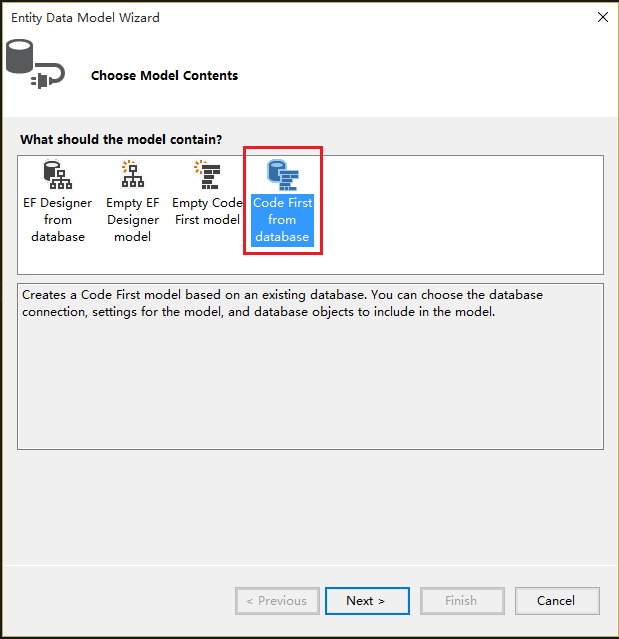 Entity Data Model Wizard
Choose Model Contents
What should the model contain?
EF Designer
from
database
Empty EF
Designer
model
Empty Code
First model
Code First
from
database
Creates a Code First model based on an existing database. You can choose the database
connection, settings for the model, and database objects to include in the model.
< Previous
Next >
Finish
Cancel